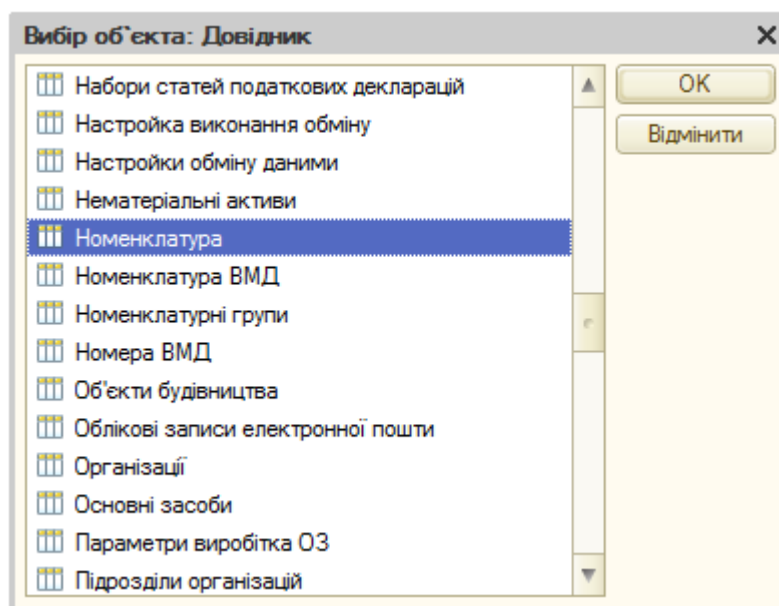 Вибір об`єкта: Довідник
Набори статей податкових декларацій
OK
Настройка виконання обміну
Відмінити
Настройки обміну даними
Нематеріальні активи
Номенклатура
Номенклатура ВМД
Номенклатурні групи
Номера ВМД
Об'єкти будівництва
Облікові записи електронної пошти
Організації
Основні засоби
Параметри виробітка ОЗ
Підрозділи організацій